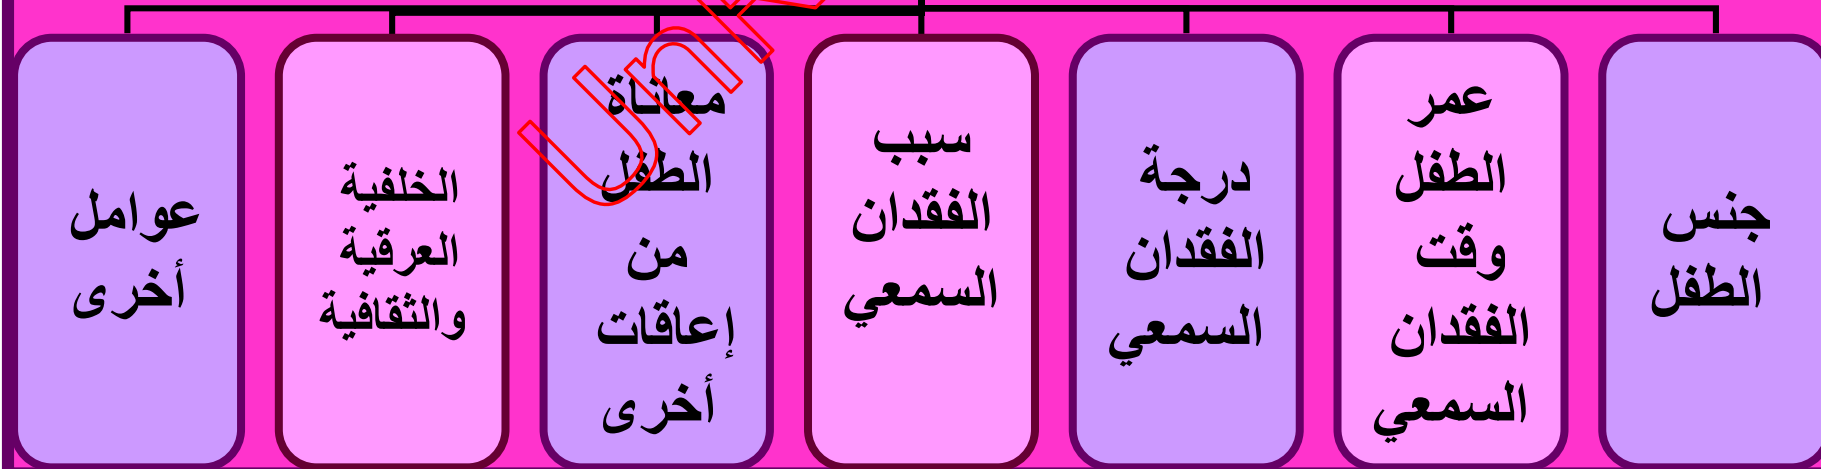 جنس
الطفل
عمر
الطفل
وقت
الفقدان
السمعي
درجة
الفقدان
السمعي
سبب
الفقدان
السمعي
معاناة
الطفل
من
إعاقات
أخرى
الخلفية
العرقية
والثقافية
عوامل
أخرى